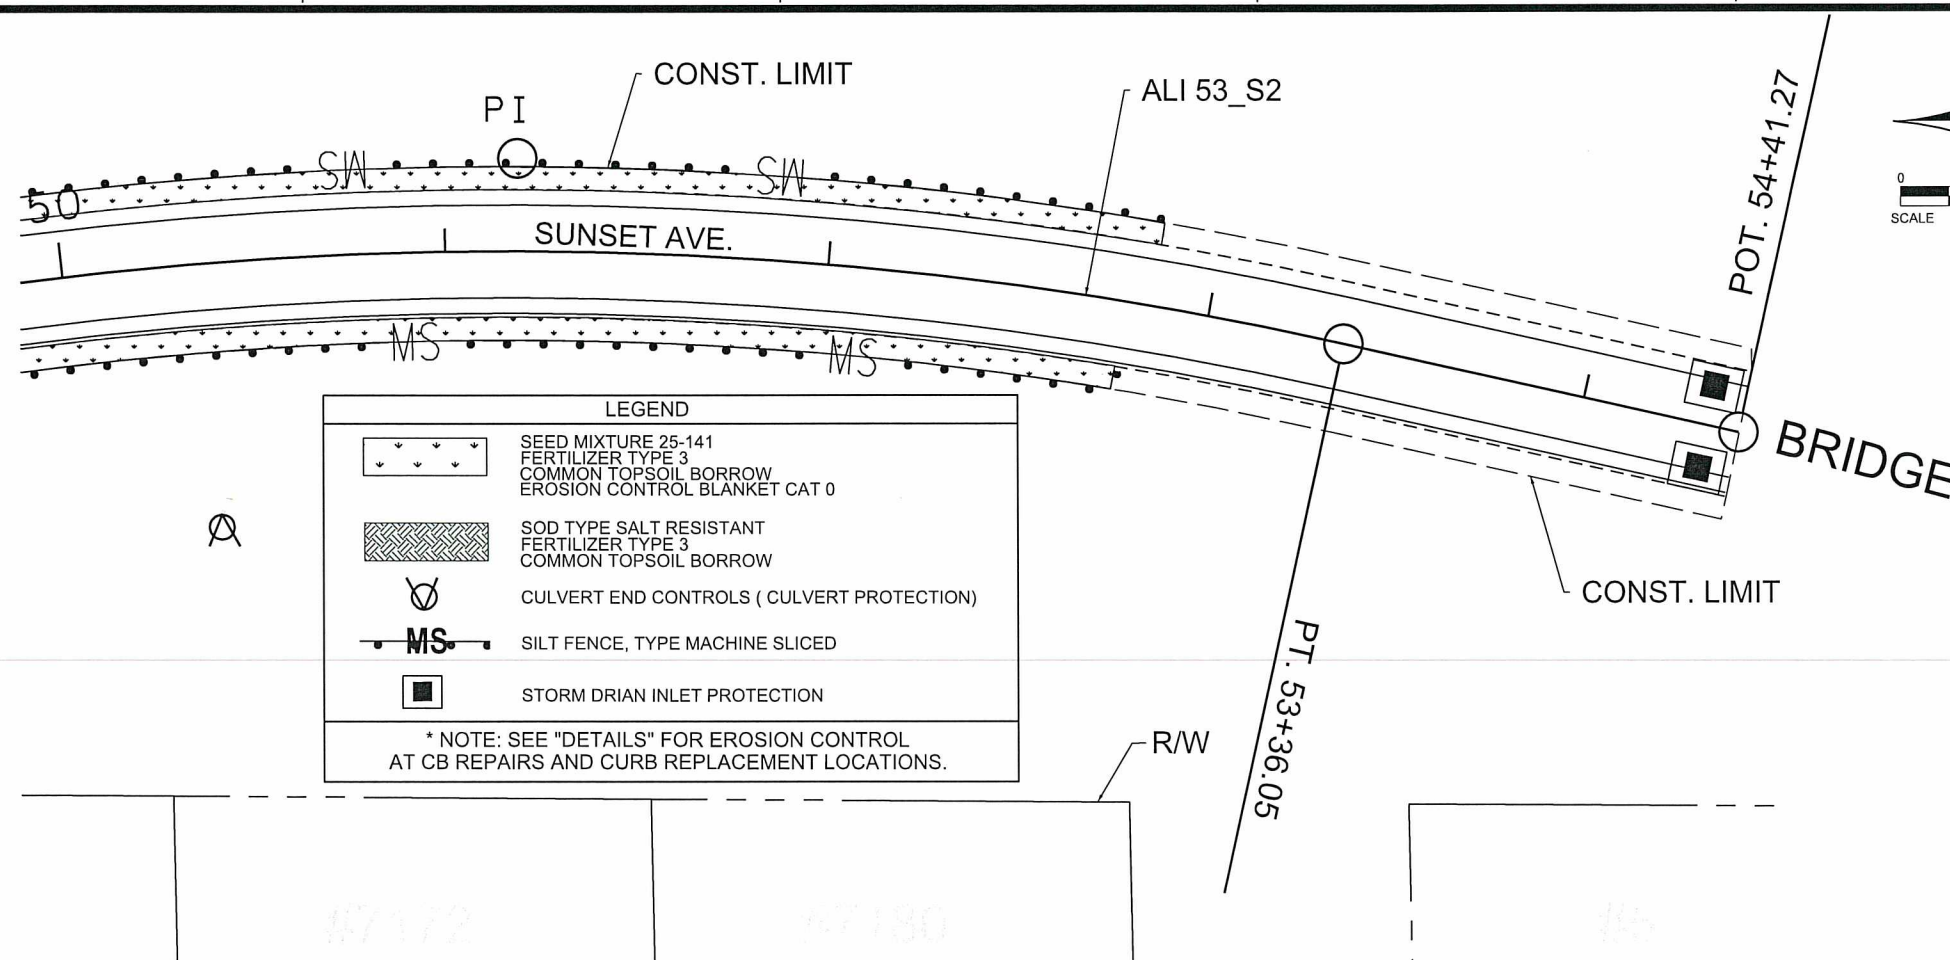 CONST. LIMIT
PI
ALI 53_S2
POT. 54+41.27
SW
SW
50
0
SCALE
SUNSET AVE.
MS
MS
BRIDGE
LEGEND
SEED MIXTURE 25-141
FERTILIZER TYPE 3
COMMON TOPSOIL BORROW
EROSION CONTROL BLANKET CAT 0
SOD TYPE SALT RESISTANT
FERTILIZER TYPE 3
COMMON TOPSOIL BORROW
CULVERT END CONTROLS ( CULVERT PROTECTION)
MS
SILT FENCE, TYPE MACHINE SLICED
STORM DRIAN INLET PROTECTION
* NOTE: SEE "DETAILS" FOR EROSION CONTROL
AT CB REPAIRS AND CURB REPLACEMENT LOCATIONS.
CONST. LIMIT
PT. 53+36.05
R/W
#7172
#7180